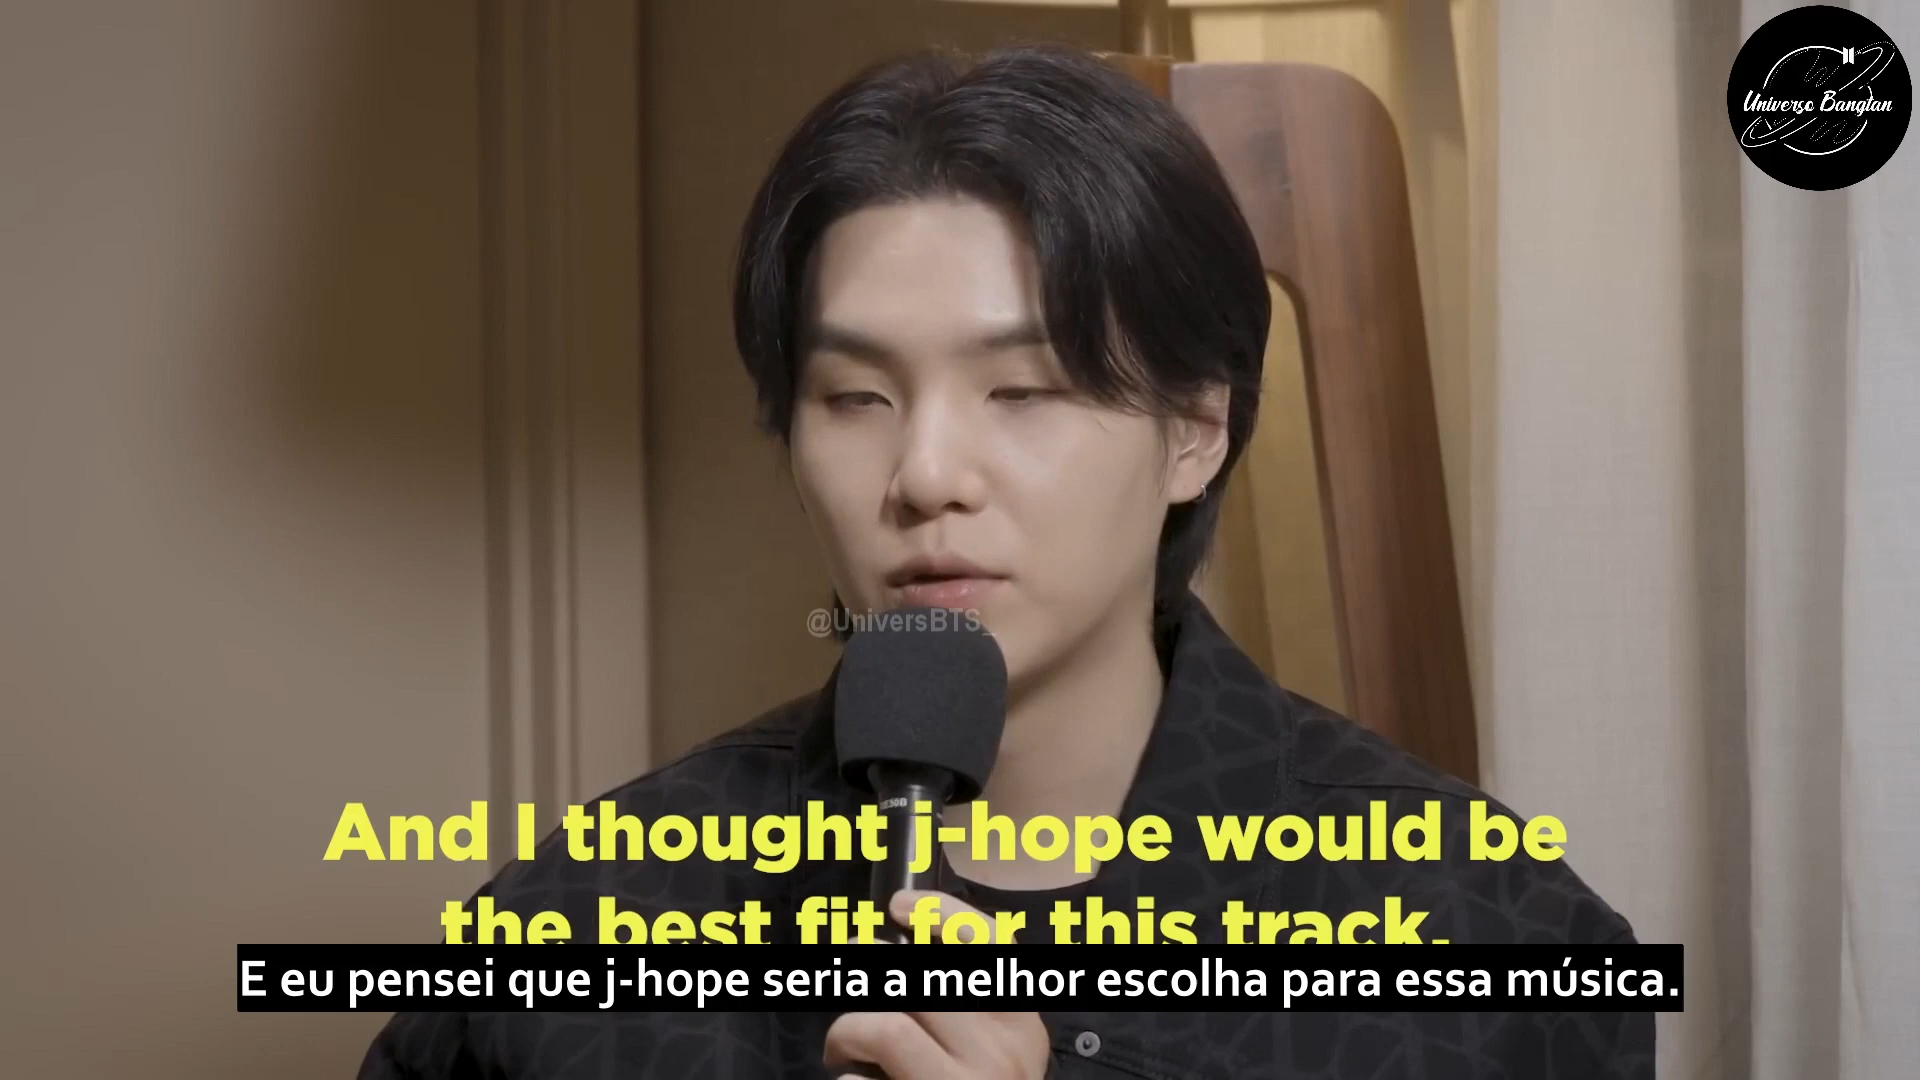 Universo Bangtan
@UniversBTS_
And I thought j-hope would be
the best fit for this track.
E eu pensei que j-hope seria a melhor escolha para essa música.